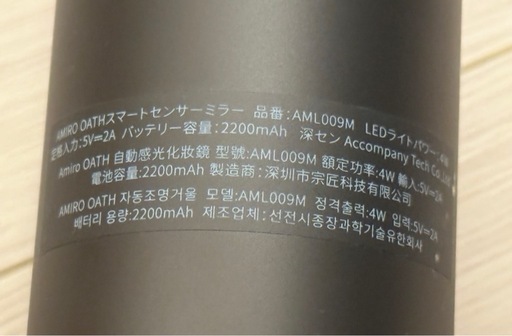 AMIRO OATHスマートセンサーミラー 品番:AML009M LEDライトパワー:4W
定格入力:5V⎓2A バッテリー容量:2200mAh 深セン Accompany Tech Co.,Ltd
Amiro OATH 自動感光化妝鏡 型號:AML009M 額定功率:4W 輸入:5V⎓2A
電池容量:2200mAh 製造商:深圳市宗匠科技有限公司
AMIRO OATH 자동조명거울 모델:AML009M 정격출력:4W 입력:5V⎓2A
배터리 용량:2200mAh 제조업체:선전시종장과학기술유한회사